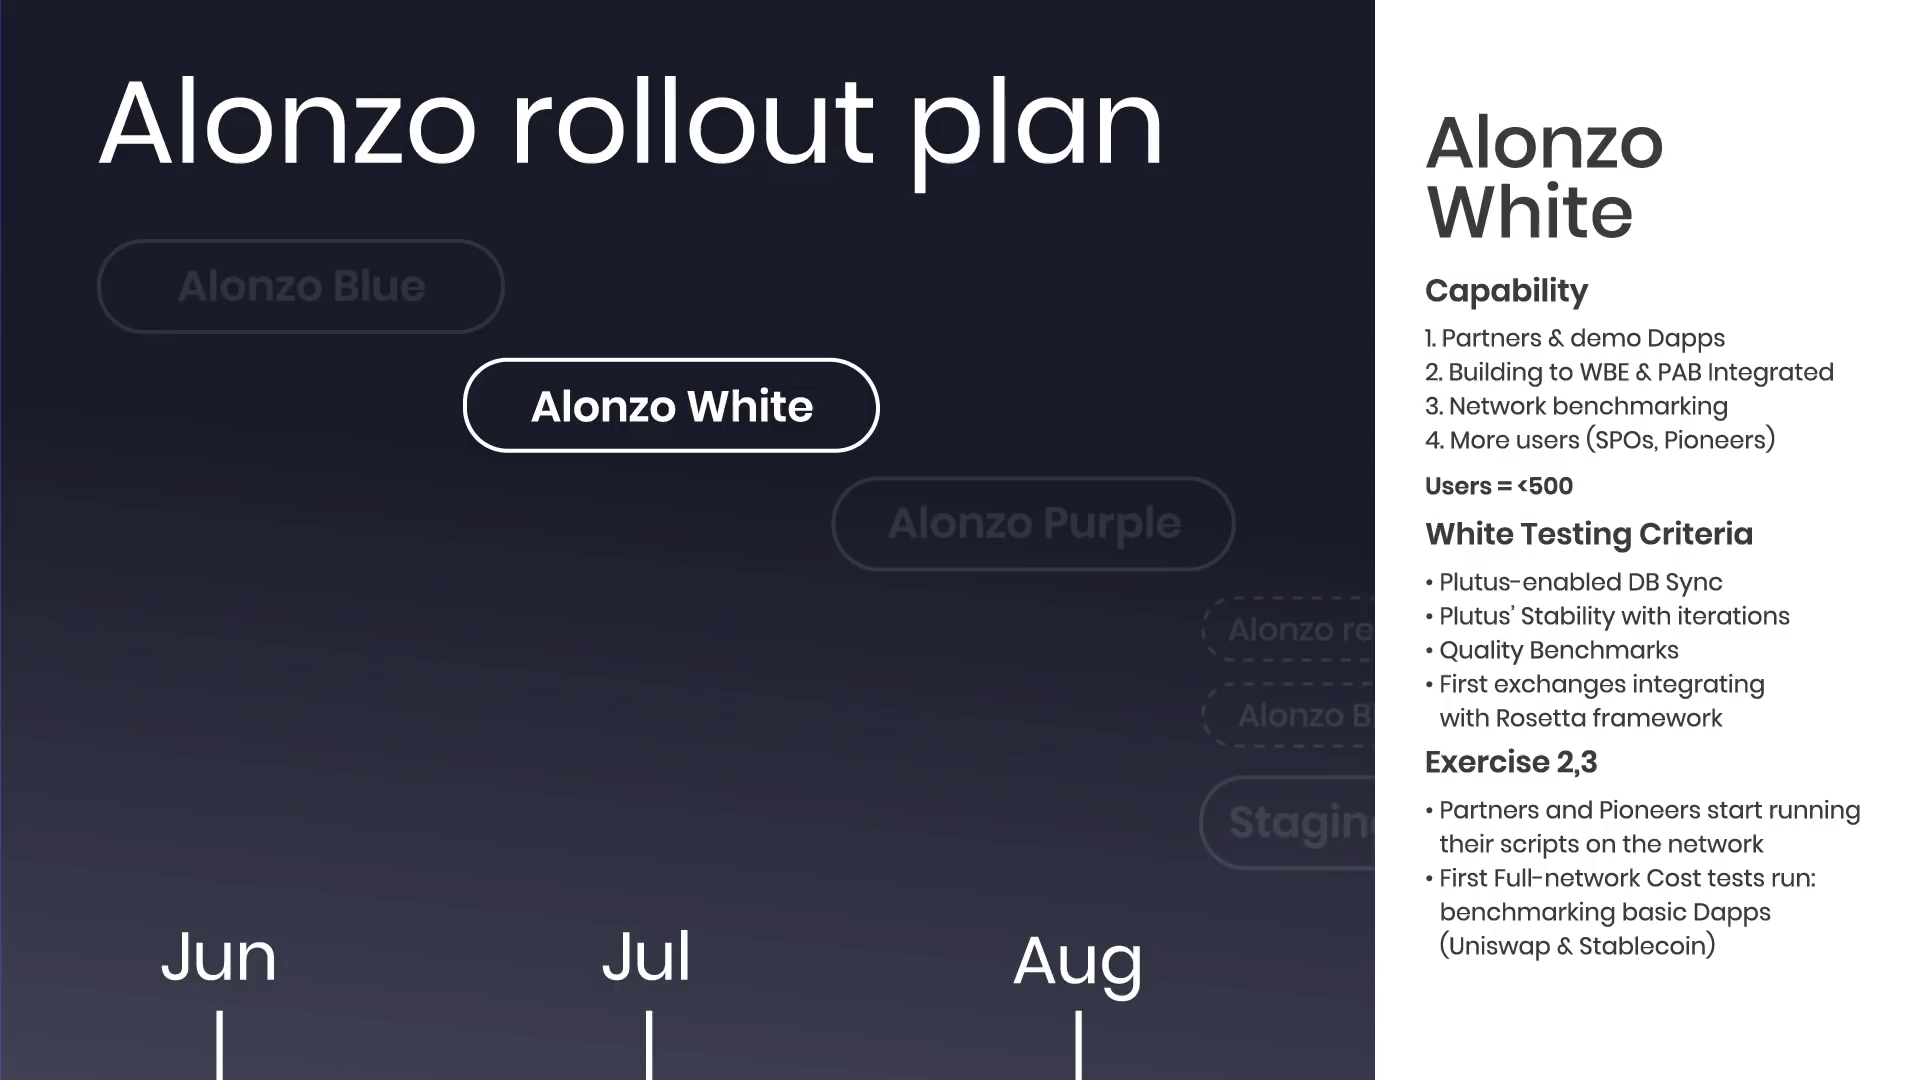 Alonzo rollout plan
Alonzo Blue
Alonzo White
Alonzo Purple
Alonzo
Alonzo
Jun
Jul
Aug
Alonzo
White
Capability
1. Partners & demo Dapps
2. Building to WBE & PAB Integrated
3. Network benchmarking
4. More users (SPOs, Pioneers)
Users = <500
White Testing Criteria
• Plutus-enabled DB Sync
• Plutus’ Stability with iterations
• Quality Benchmarks
• First exchanges integrating
with Rosetta framework
Exercise 2,3
• Partners and Pioneers start running
their scripts on the network
• First Full-network Cost tests run:
benchmarking basic Dapps
(Uniswap & Stablecoin)